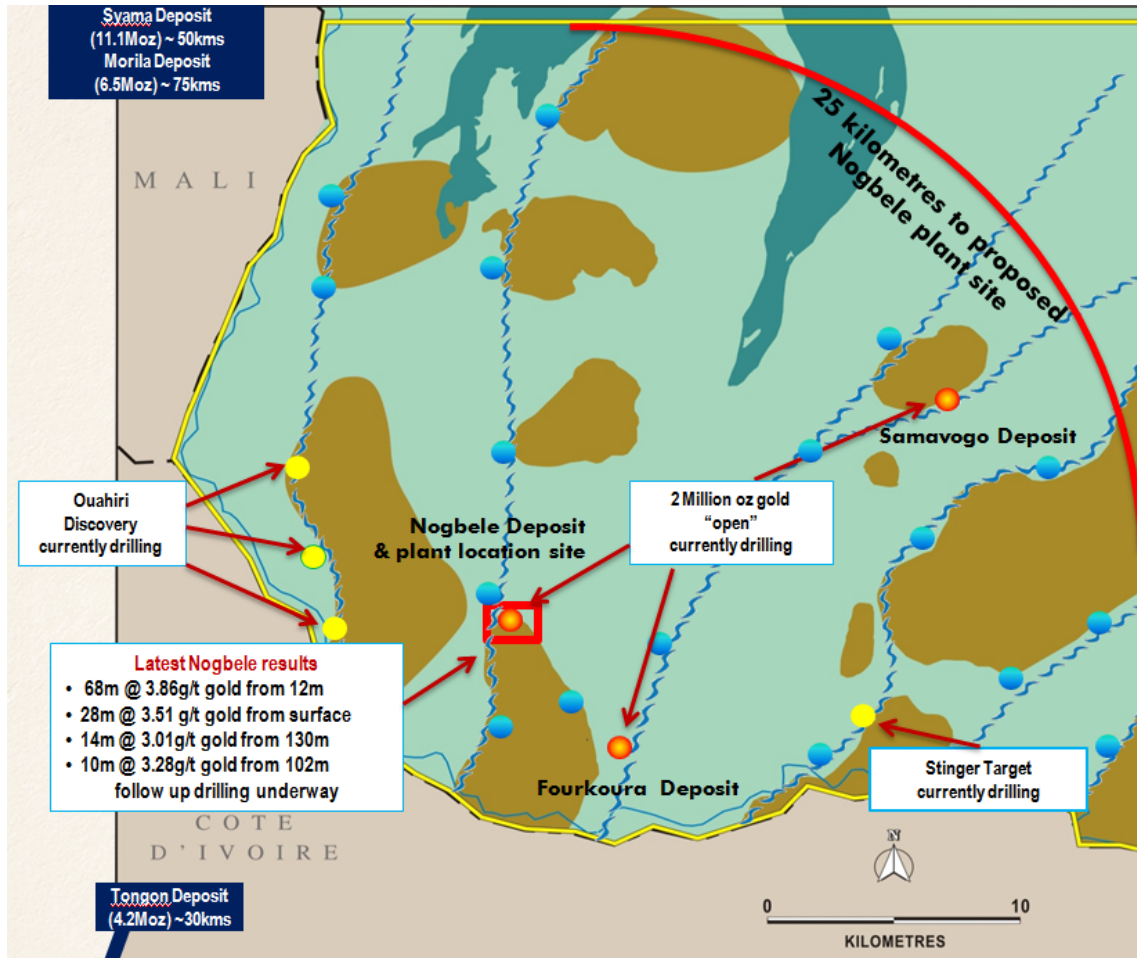 Syama Deposit
(11.1Moz) ~ 50kms
Morila Deposit
(6.5Moz) ~ 75kms
MALI
25 kilometres to proposed
Nogbele plant site
Samavogo Deposit
Ouahiri
Discovery
currently drilling
2 Million oz gold
“open”
currently drilling
Nogbele Deposit
& plant location site
Latest Nogbele results
• 68m @ 3.86g/t gold from 12m
• 28m @ 3.51 g/t gold from surface
• 14m @ 3.01g/t gold from 130m
• 10m @ 3.28g/t gold from 102m
follow up drilling underway
Fourkoura Deposit
Stinger Target
currently drilling
COTE
D'IVOIRE
Tongon Deposit
(4.2Moz) ~30kms
N
0 10
KILOMETRES